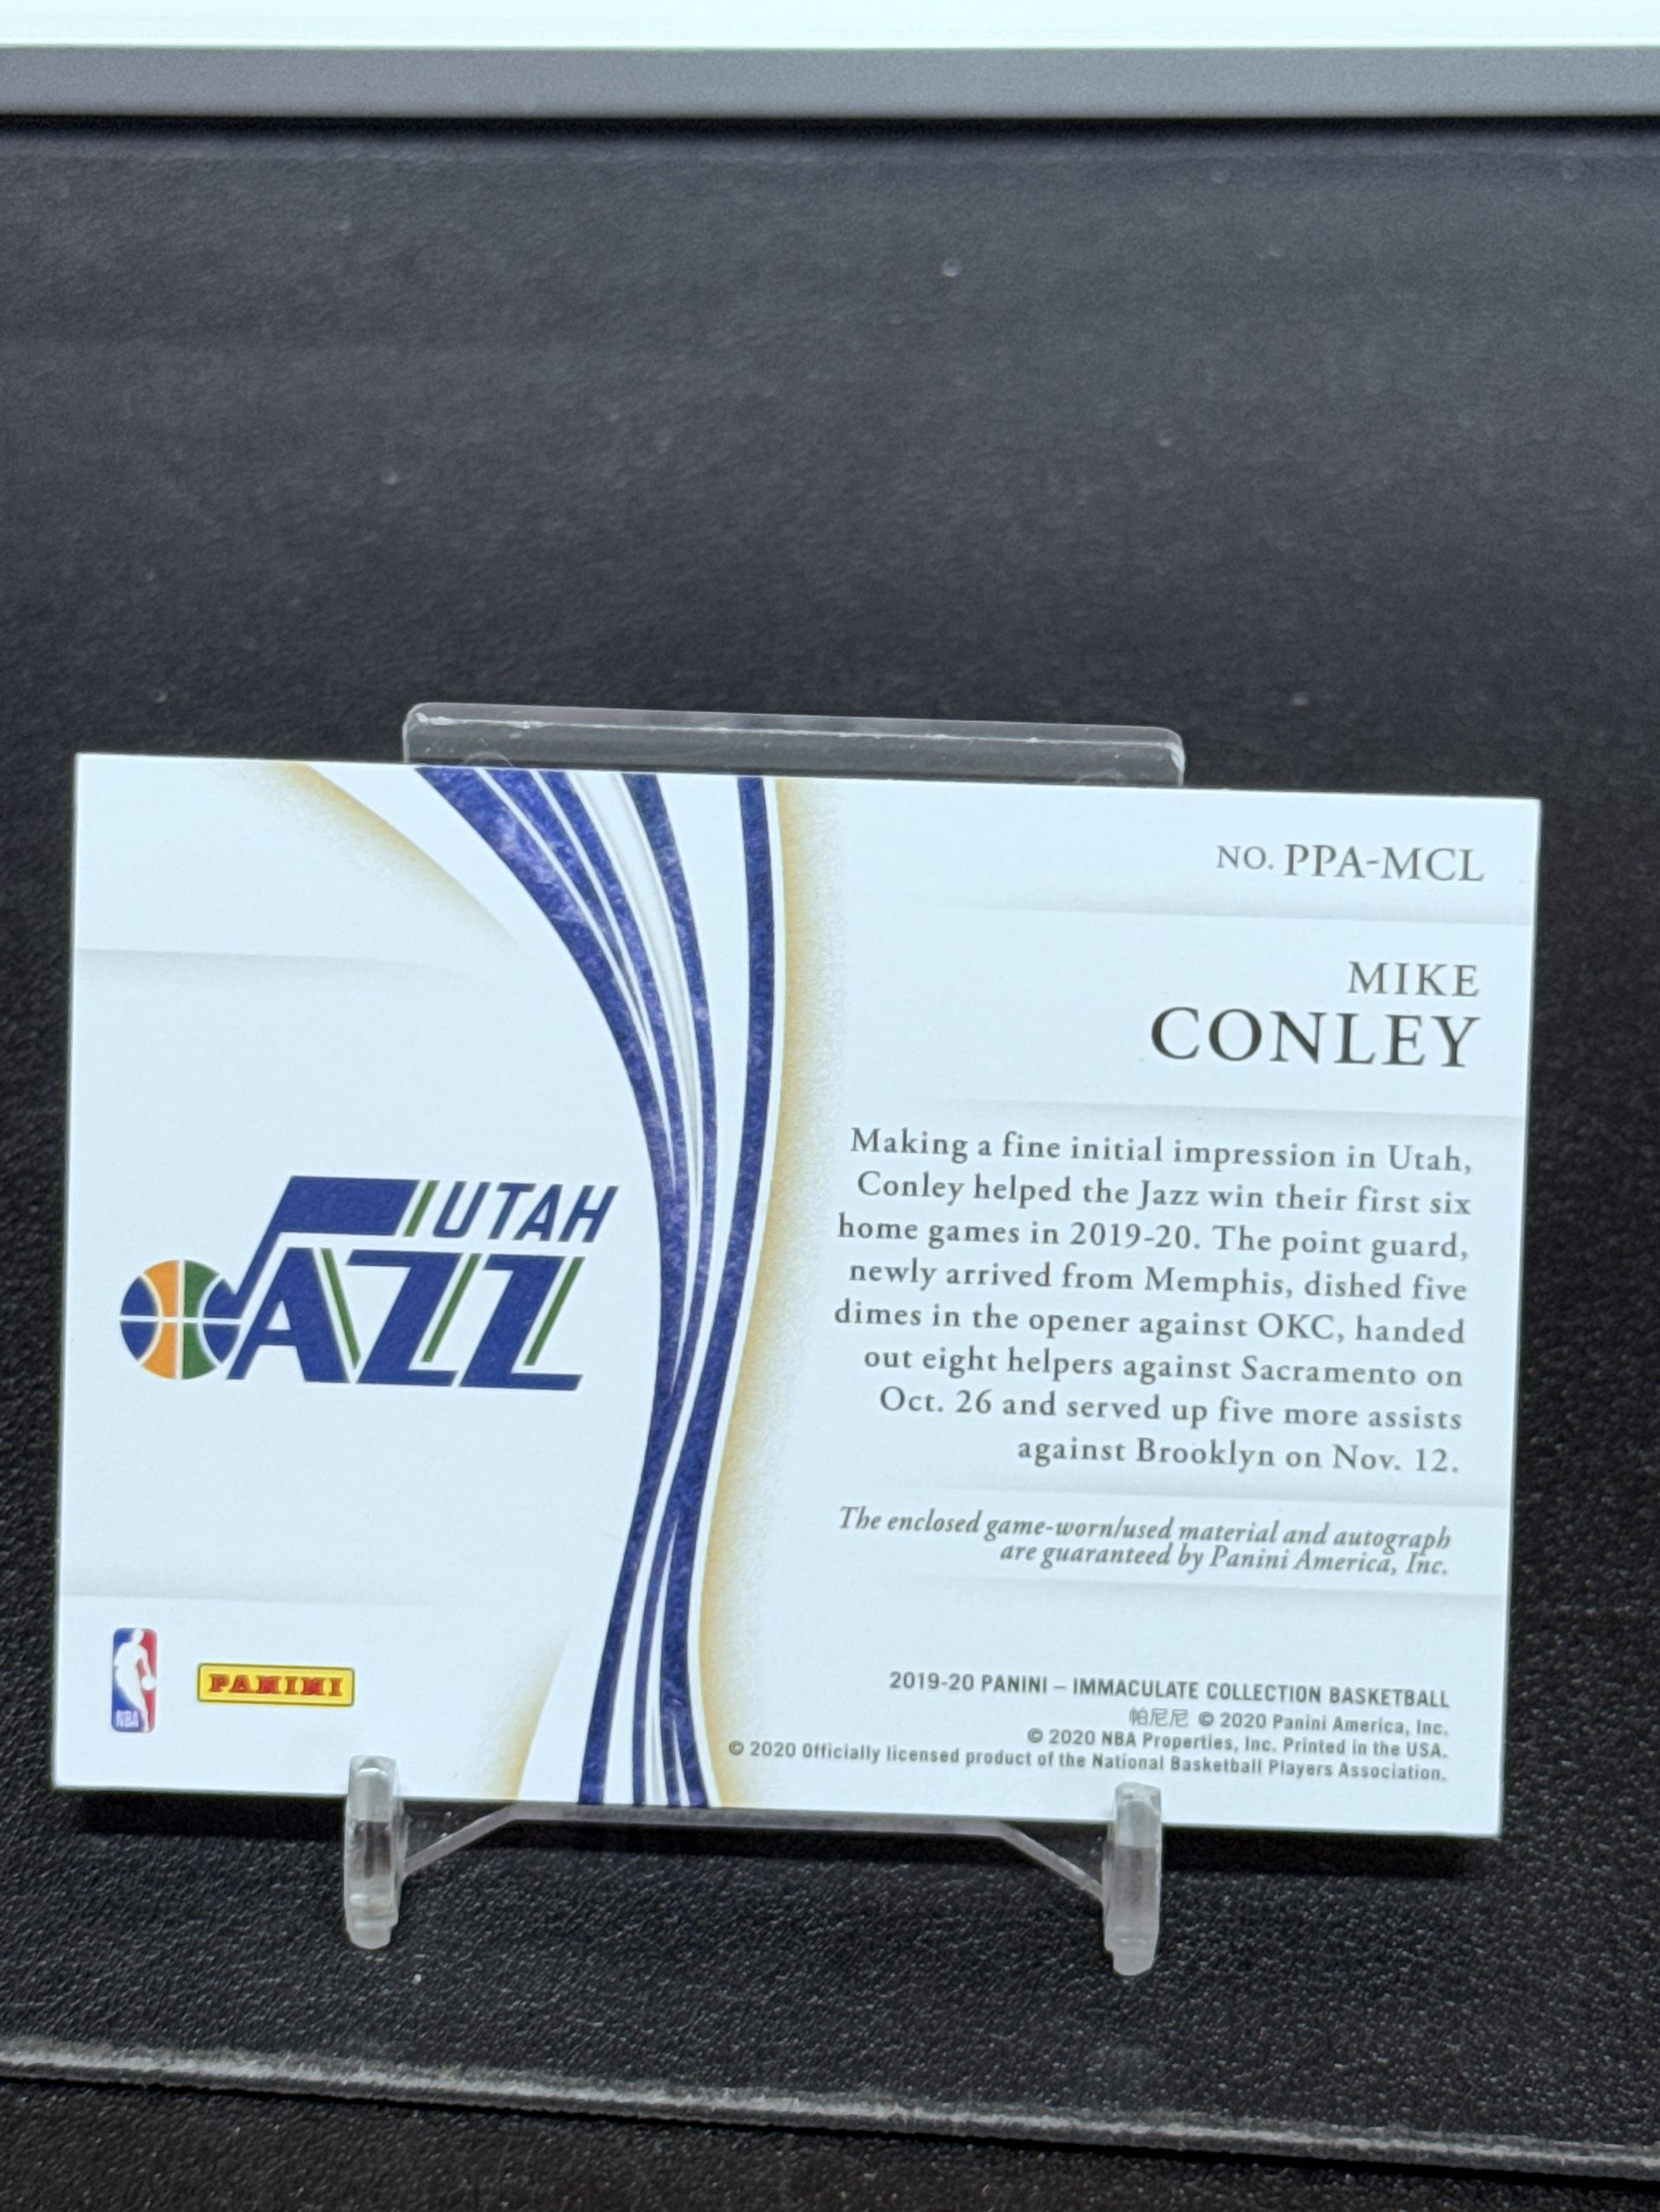 NO. PPA-MCL
MIKE
CONLEY
Making a fine initial impression in Utah,
Conley helped the Jazz win their first six
home games in 2019-20. The point guard,
newly arrived from Memphis, dished five
dimes in the opener against OKC, handed
out eight helpers against Sacramento on
Oct. 26 and served up five more assists
against Brooklyn on Nov. 12.
The enclosed game-worn/used material and autograph
are guaranteed by Panini America, Inc.
UTAH
JAZZ
NBA
PANINI
2019-20 PANINI – IMMACULATE COLLECTION BASKETBALL
帕尼尼 © 2020 Panini America, Inc.
© 2020 NBA Properties, Inc. Printed in the USA.
© 2020 Officially licensed product of the National Basketball Players Association.